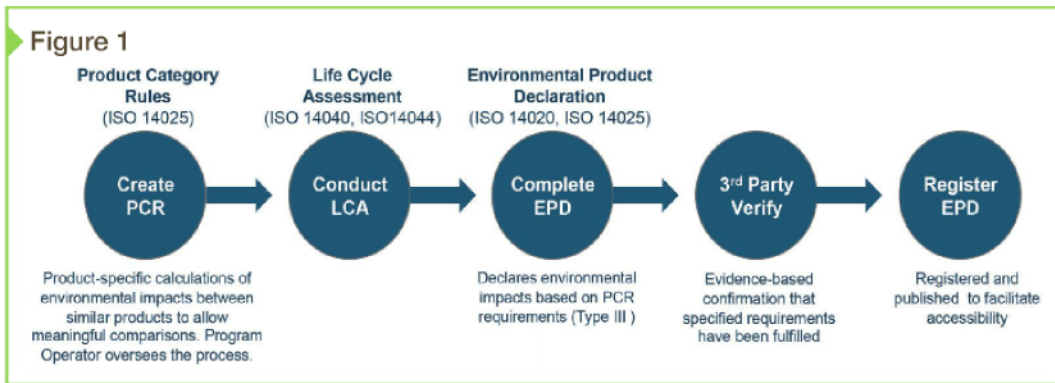 Figure 1
Product Category
Rules
(ISO 14025)
Life Cycle
Assessment
(ISO 14040, ISO14044)
Environmental Product
Declaration
(ISO 14020, ISO 14025)
Create
PCR
Conduct
LCA
Complete
EPD
3rd Party
Verify
Register
EPD
Product-specific calculations of
environmental impacts between
similar products to allow
meaningful comparisons. Program
Operator oversees the process.
Declares environmental
impacts based on PCR
requirements (Type III )
Evidence-based
confirmation that
specified requirements
have been fulfilled
Registered and
published to facilitate
accessibility